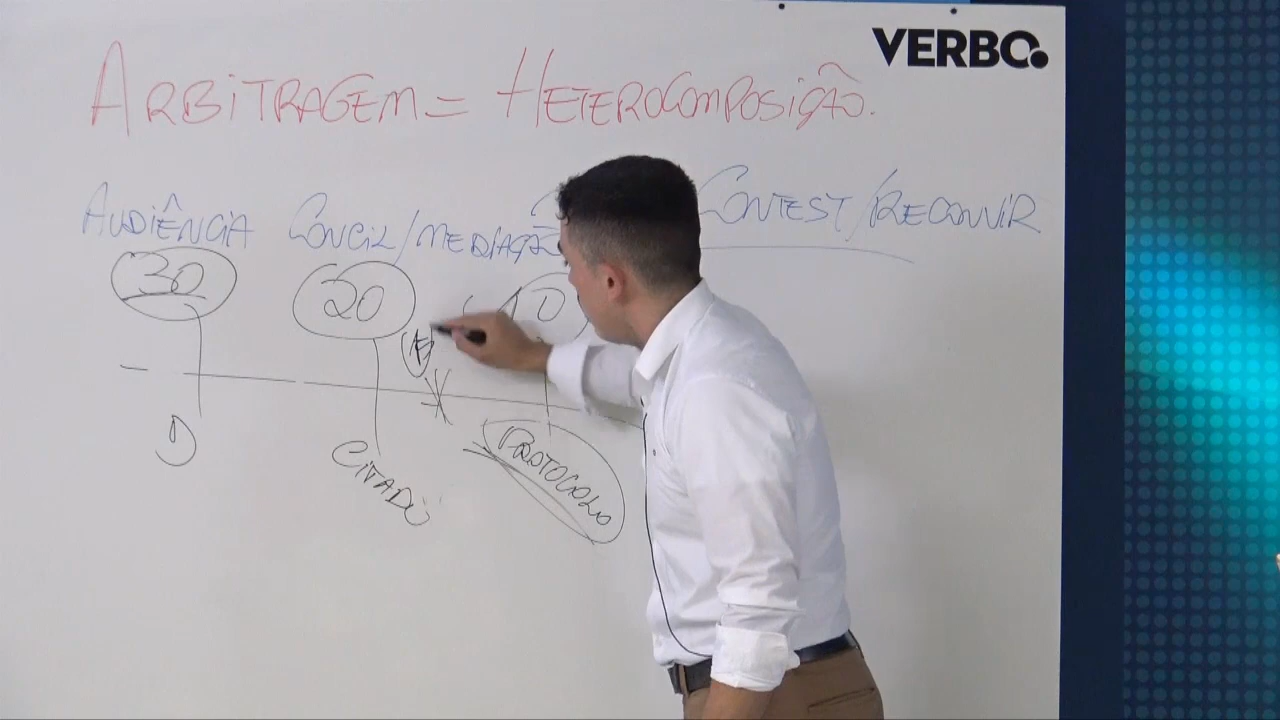 VERBO.
ARBITRAGEM = HETEROCOMPOSIÇÃO.
AUDIÊNCIA CONCIL/MEDIAÇÃO CONTEST/RECONVIR
30 20 10
D CITADO PROTOCOLO